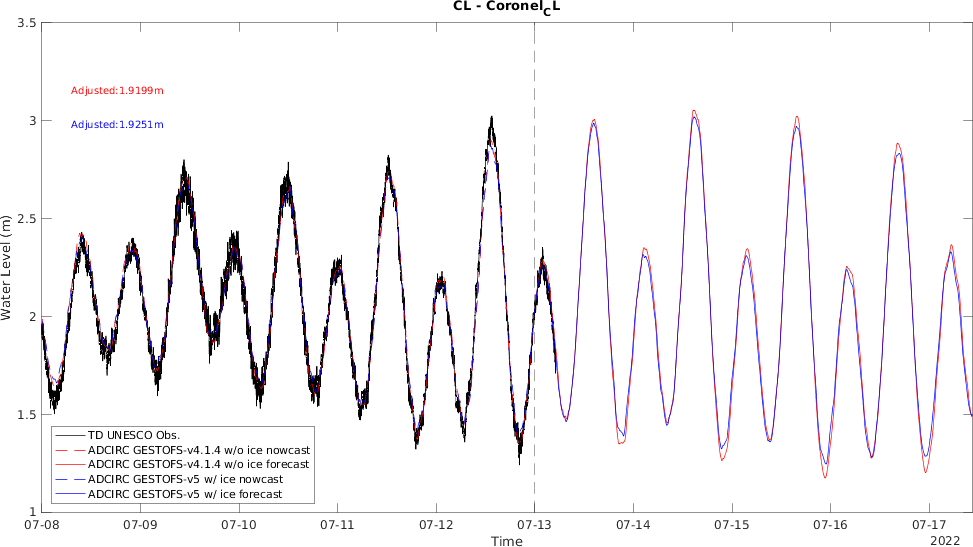 CL - Coronel_CL
3.5
Adjusted:1.9199m
3
Adjusted:1.9251m
2.5
Water Level (m)
2
1.5
TD UNESCO Obs.
ADCIRC GESTOFS-v4.1.4 w/o ice nowcast
ADCIRC GESTOFS-v4.1.4 w/o ice forecast
ADCIRC GESTOFS-v5 w/ ice nowcast
ADCIRC GESTOFS-v5 w/ ice forecast
1
07-08 07-09 07-10 07-11 07-12 07-13 07-14 07-15 07-16 07-17
Time
2022